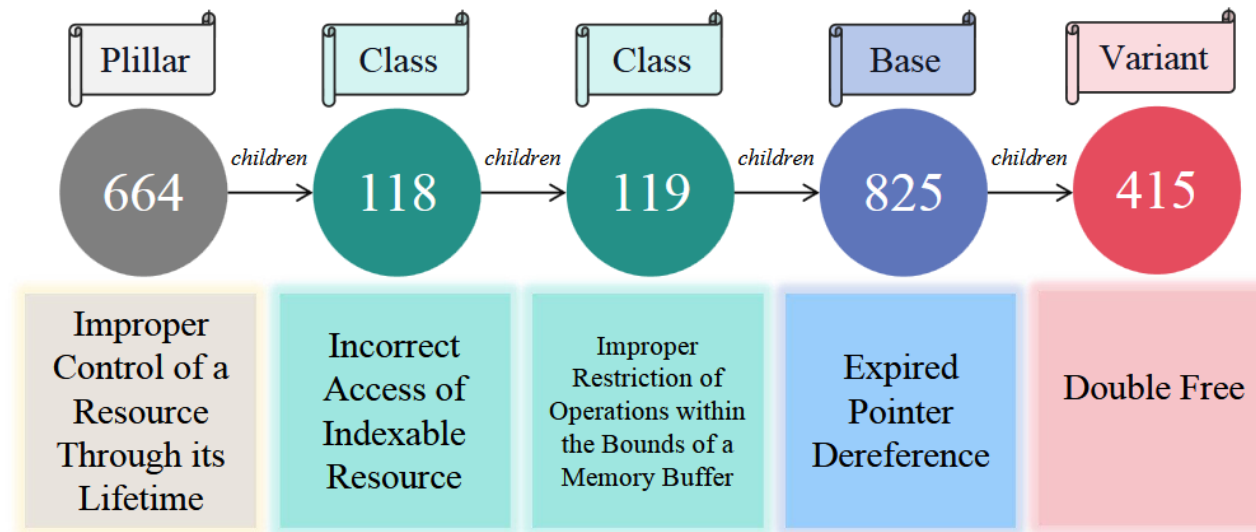 Plillar
Class
Class
Base
Variant
children
children
children
children
664
118
119
825
415
Improper
Control of a
Resource
Through its
Lifetime
Incorrect
Access of
Indexable
Resource
Improper
Restriction of
Operations within
the Bounds of a
Memory Buffer
Expired
Pointer
Dereference
Double Free